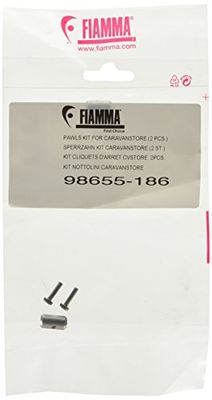 FIAMMA
www.fiamma.com
FIAMMA
First Choice
PAWLS KIT FOR CARAVANSTORE (2 PCS.)
SPERRZAHN KIT CARAVANSTORE (2 ST.)
KIT CLIQUETS D'ARRET CVSTORE 2PCS.
KIT NOTTOLINI CARAVANSTORE
98655-186